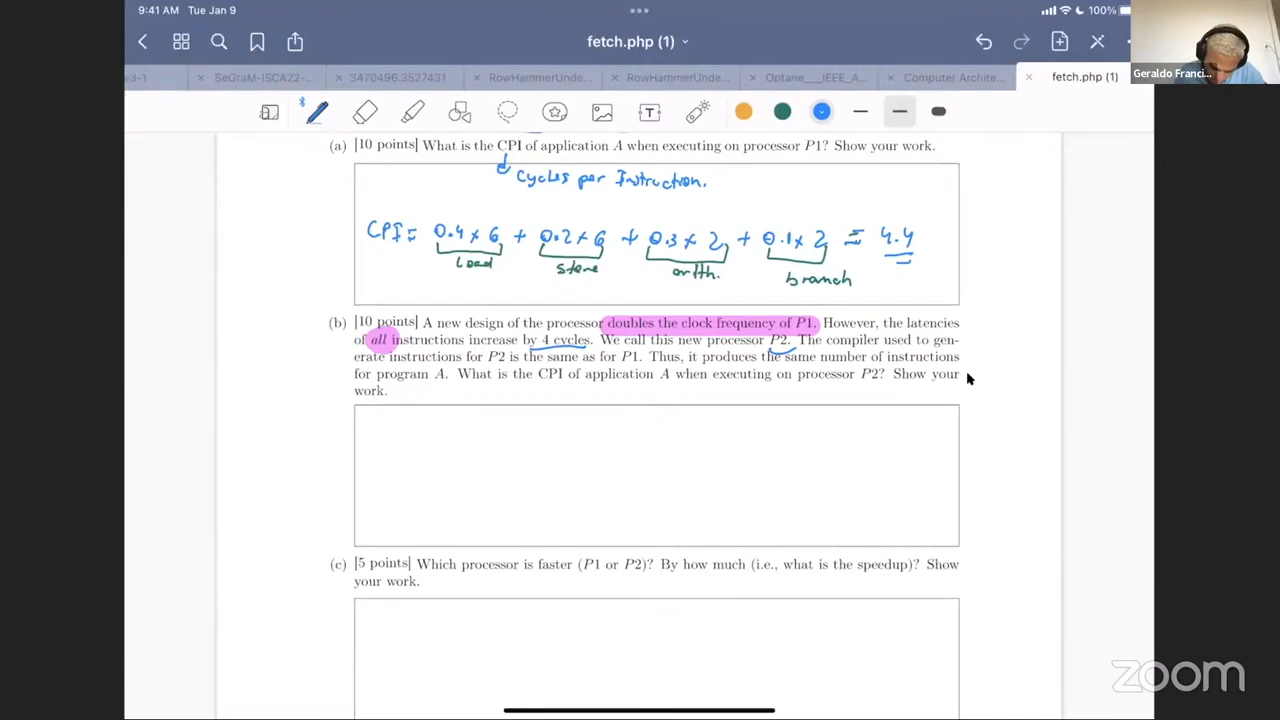 9:41 AM Tue Jan 9
100%
fetch.php (1)
Geraldo Franci...
v3-1
SeGraM-ISCA22-...
3470496.3527431
RowHammerUnde...
RowHammerUnde...
Optane___IEEE_A...
Computer Archite...
fetch.php (1)
(a) [10 points] What is the CPI of application A when executing on processor P1? Show your work.
Cycles per Instruction.
CPI = 0.4 × 6 + 0.2 × 6 + 0.3 × 2 + 0.1 × 2 = 4.4
load store arith. branch
(b) [10 points] A new design of the processor doubles the clock frequency of P1. However, the latencies
of all instructions increase by 4 cycles. We call this new processor P2. The compiler used to gen-
erate instructions for P2 is the same as for P1. Thus, it produces the same number of instructions
for program A. What is the CPI of application A when executing on processor P2? Show your
work.
(c) [5 points] Which processor is faster (P1 or P2)? By how much (i.e., what is the speedup)? Show
your work.
zoom